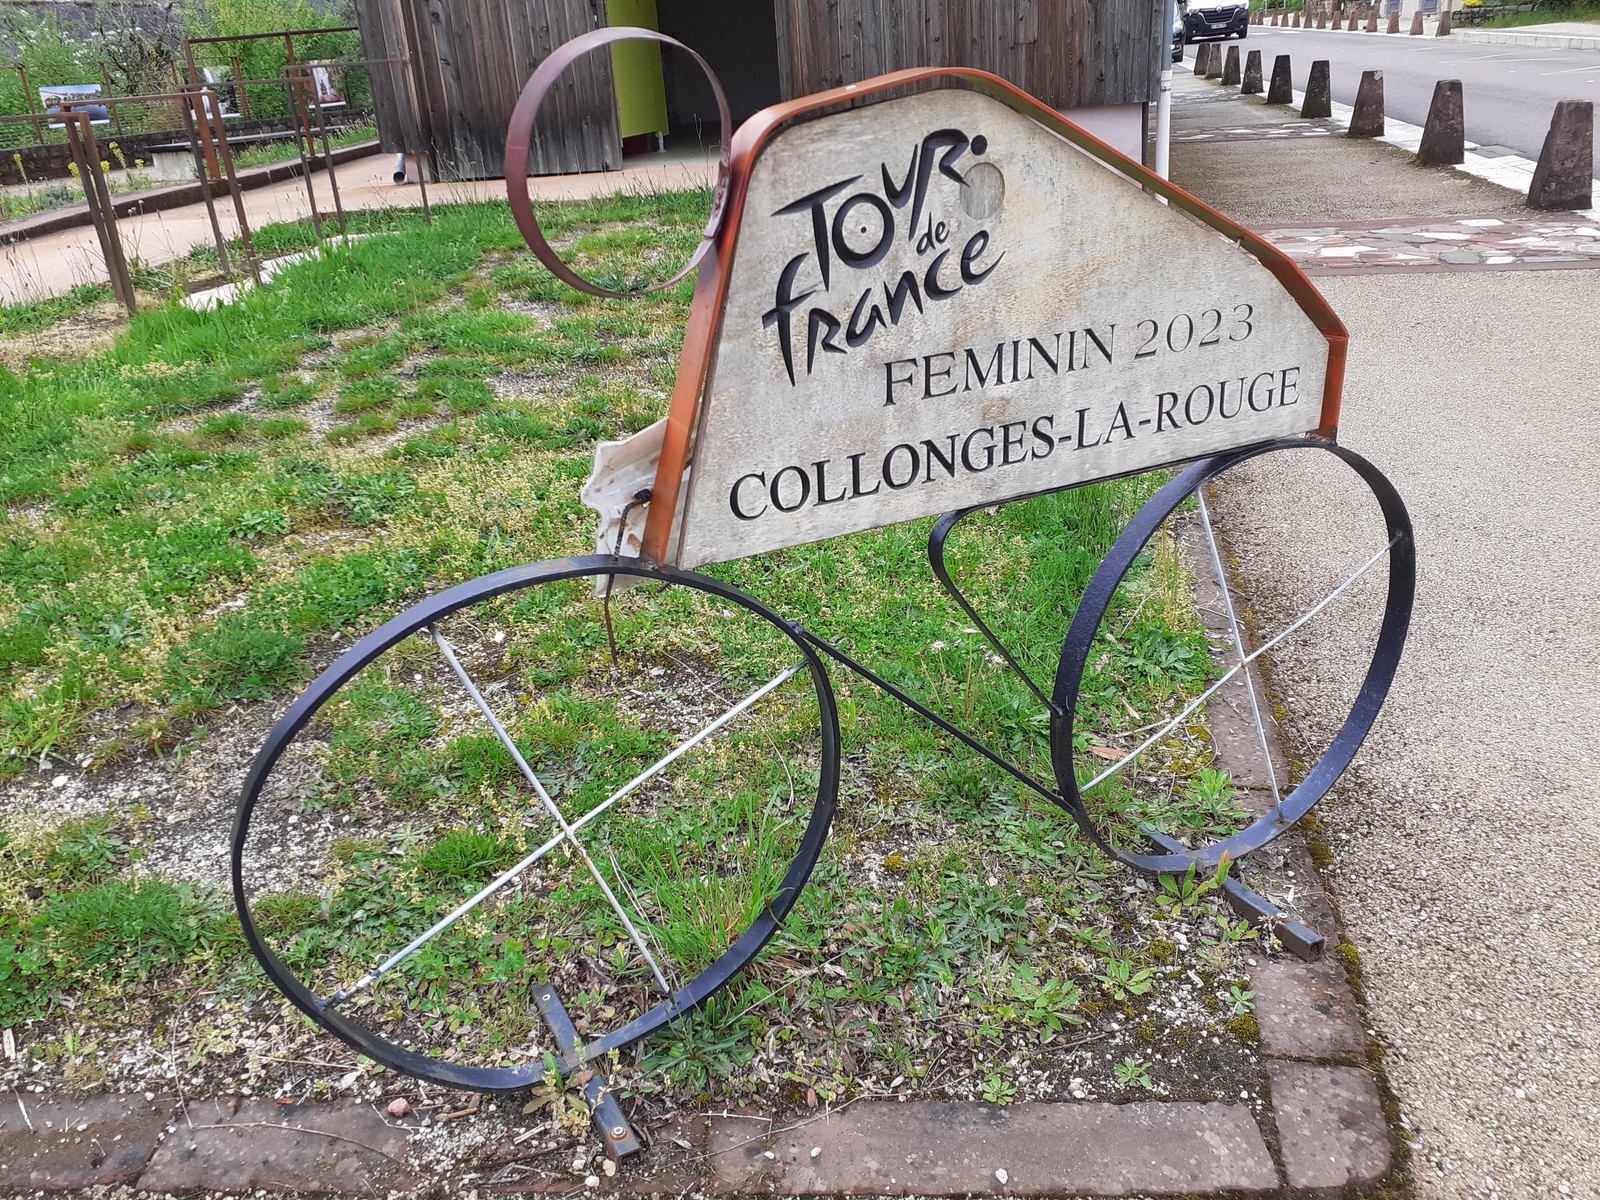 TOUR
de
france
FEMININ 2023
COLLONGES-LA-ROUGE